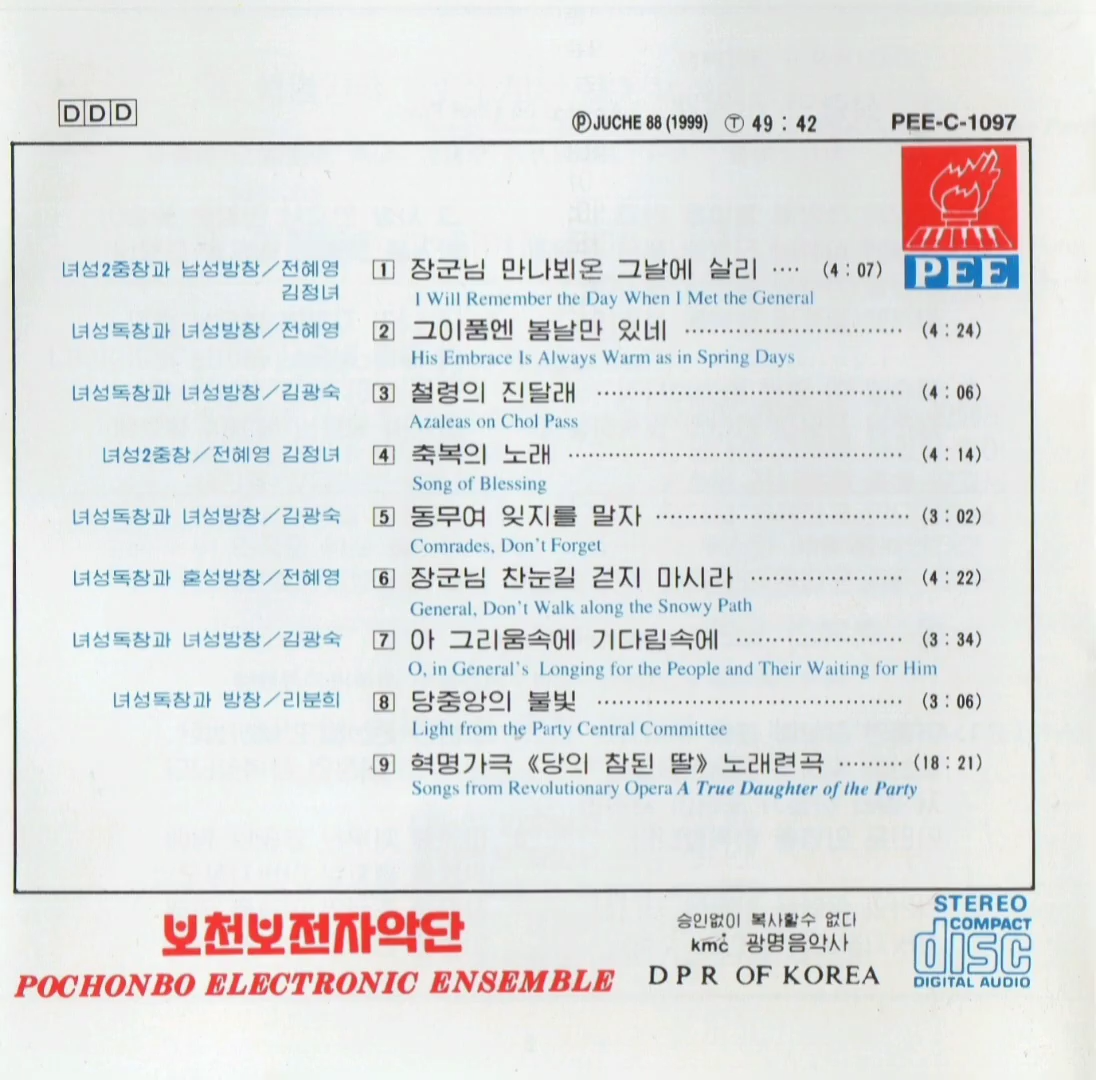 DDD
Ⓟ JUCHE 88 (1999) Ⓣ 49 : 42 PEE-C-1097
PEE
녀성2중창과 남성방창／전혜영 1 장군님 만나뵈온 그날에 살리 ···· (4 : 07)
김정녀
I Will Remember the Day When I Met the General
녀성독창과 녀성방창／전혜영 2 그이품엔 봄날만 있네 ································ (4 : 24)
His Embrace Is Always Warm as in Spring Days
녀성독창과 녀성방창／김광숙 3 철령의 진달래 ············································ (4 : 06)
Azaleas on Chol Pass
녀성2중창／전혜영 김정녀 4 축복의 노래 ················································ (4 : 14)
Song of Blessing
녀성독창과 녀성방창／김광숙 5 동무여 잊지를 말자 ···································· (3 : 02)
Comrades, Don't Forget
녀성독창과 혼성방창／전혜영 6 장군님 찬눈길 걷지 마시라 ······················ (4 : 22)
General, Don't Walk along the Snowy Path
녀성독창과 녀성방창／김광숙 7 아 그리움속에 기다림속에 ························ (3 : 34)
O, in General's Longing for the People and Their Waiting for Him
녀성독창과 방창／리분희 8 당중앙의 불빛 ············································ (3 : 06)
Light from the Party Central Committee
9 혁명가극 《당의 참된 딸》 노래련곡 ········· (18 : 21)
Songs from Revolutionary Opera A True Daughter of the Party
보천보전자악단
POCHONBO ELECTRONIC ENSEMBLE
승인없이 복사할수 없다
kmc 광명음악사
DPR OF KOREA
STEREO
COMPACT
disc
DIGITAL AUDIO